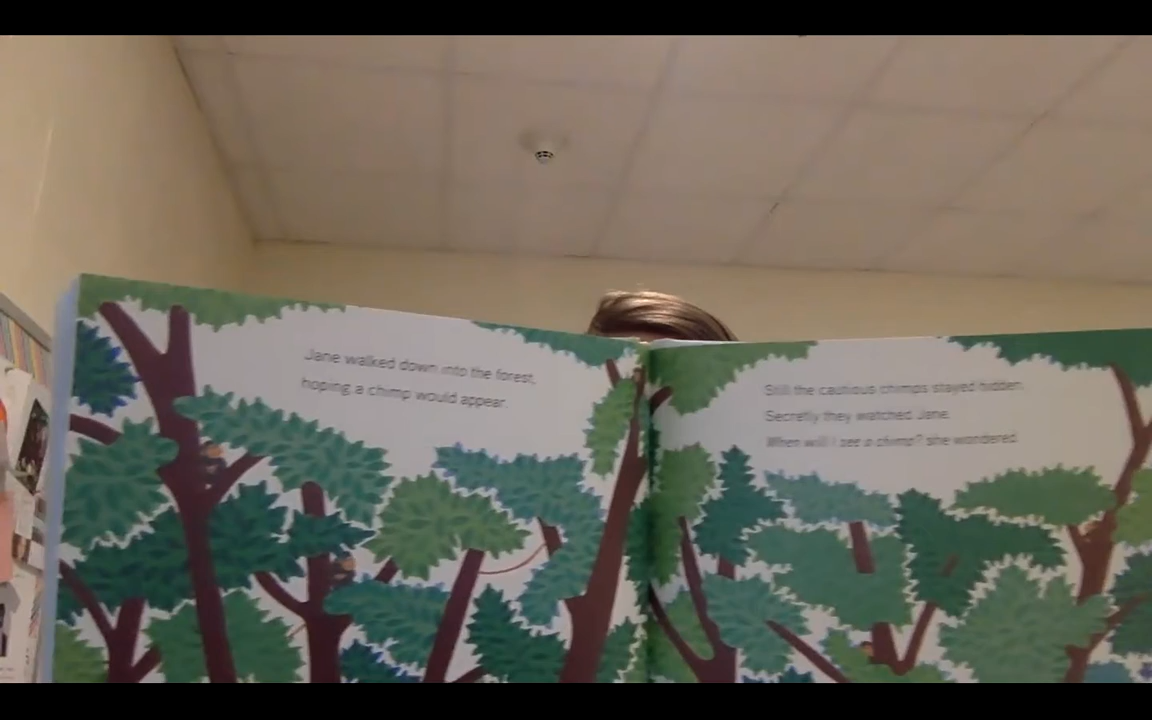 Jane walked down into the forest,
hoping a chimp would appear.
Still the cautious chimps stayed hidden.
Secretly they watched Jane.
When will I see a chimp? she wondered.